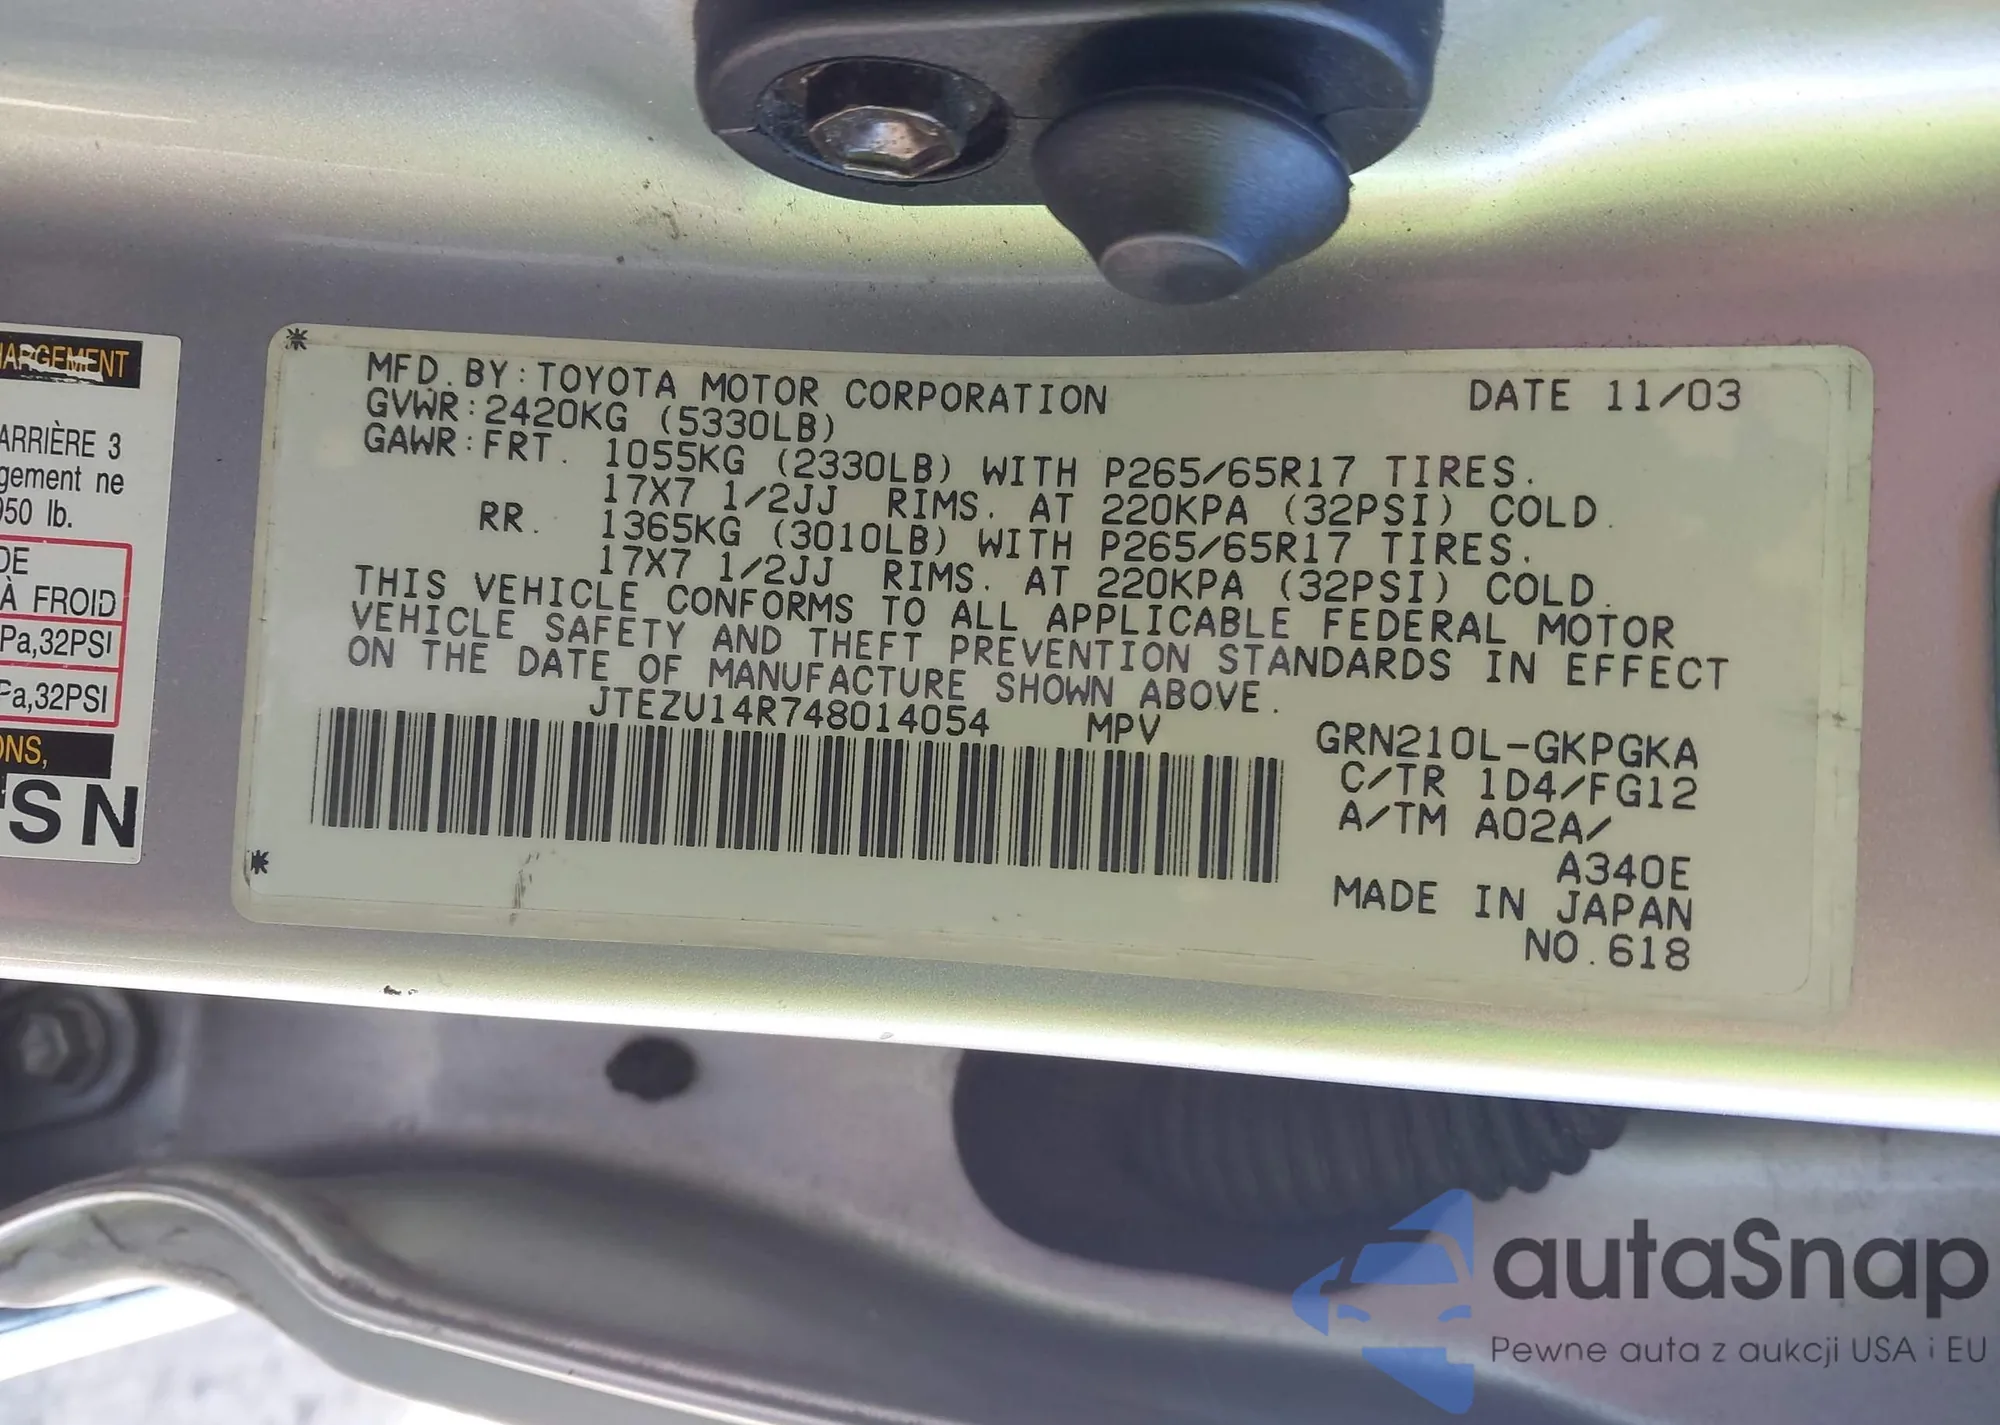 ARGEMENT
ARRIÈRE 3
gement ne
950 lb.
DE
À FROID
Pa,32PSI
Pa,32PSI
ONS,
SN
MFD. BY: TOYOTA MOTOR CORPORATION DATE 11/03
GVWR: 2420KG (5330LB)
GAWR: FRT. 1055KG (2330LB) WITH P265/65R17 TIRES.
17X7 1/2JJ RIMS. AT 220KPA (32PSI) COLD.
RR. 1365KG (3010LB) WITH P265/65R17 TIRES.
17X7 1/2JJ RIMS. AT 220KPA (32PSI) COLD.
THIS VEHICLE CONFORMS TO ALL APPLICABLE FEDERAL MOTOR
VEHICLE SAFETY AND THEFT PREVENTION STANDARDS IN EFFECT
ON THE DATE OF MANUFACTURE SHOWN ABOVE.
JTEZU14R748014054 MPV
GRN210L-GKPGKA
C/TR 1D4/FG12
A/TM A02A/
A340E
MADE IN JAPAN
NO.618
autaSnap
Pewne auta z aukcji USA i EU